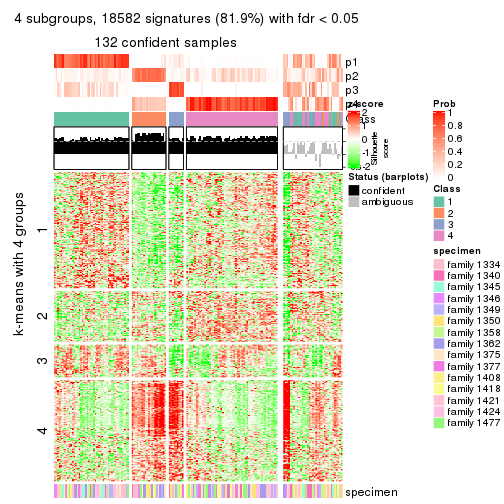 4 subgroups, 18582 signatures (81.9%) with fdr < 0.05
132 confident samples
p1
p2
p3
p4
Class
z-score
2
1
0
-1
-2
Silhouette
score
Status (barplots)
confident
ambiguous
Prob
1
0.8
0.6
0.4
0.2
0
Class
1
2
3
4
specimen
family 1334
family 1340
family 1345
family 1346
family 1349
family 1350
family 1358
family 1362
family 1375
family 1377
family 1408
family 1418
family 1421
family 1424
family 1477
k-means with 4 groups
1
2
3
4
specimen